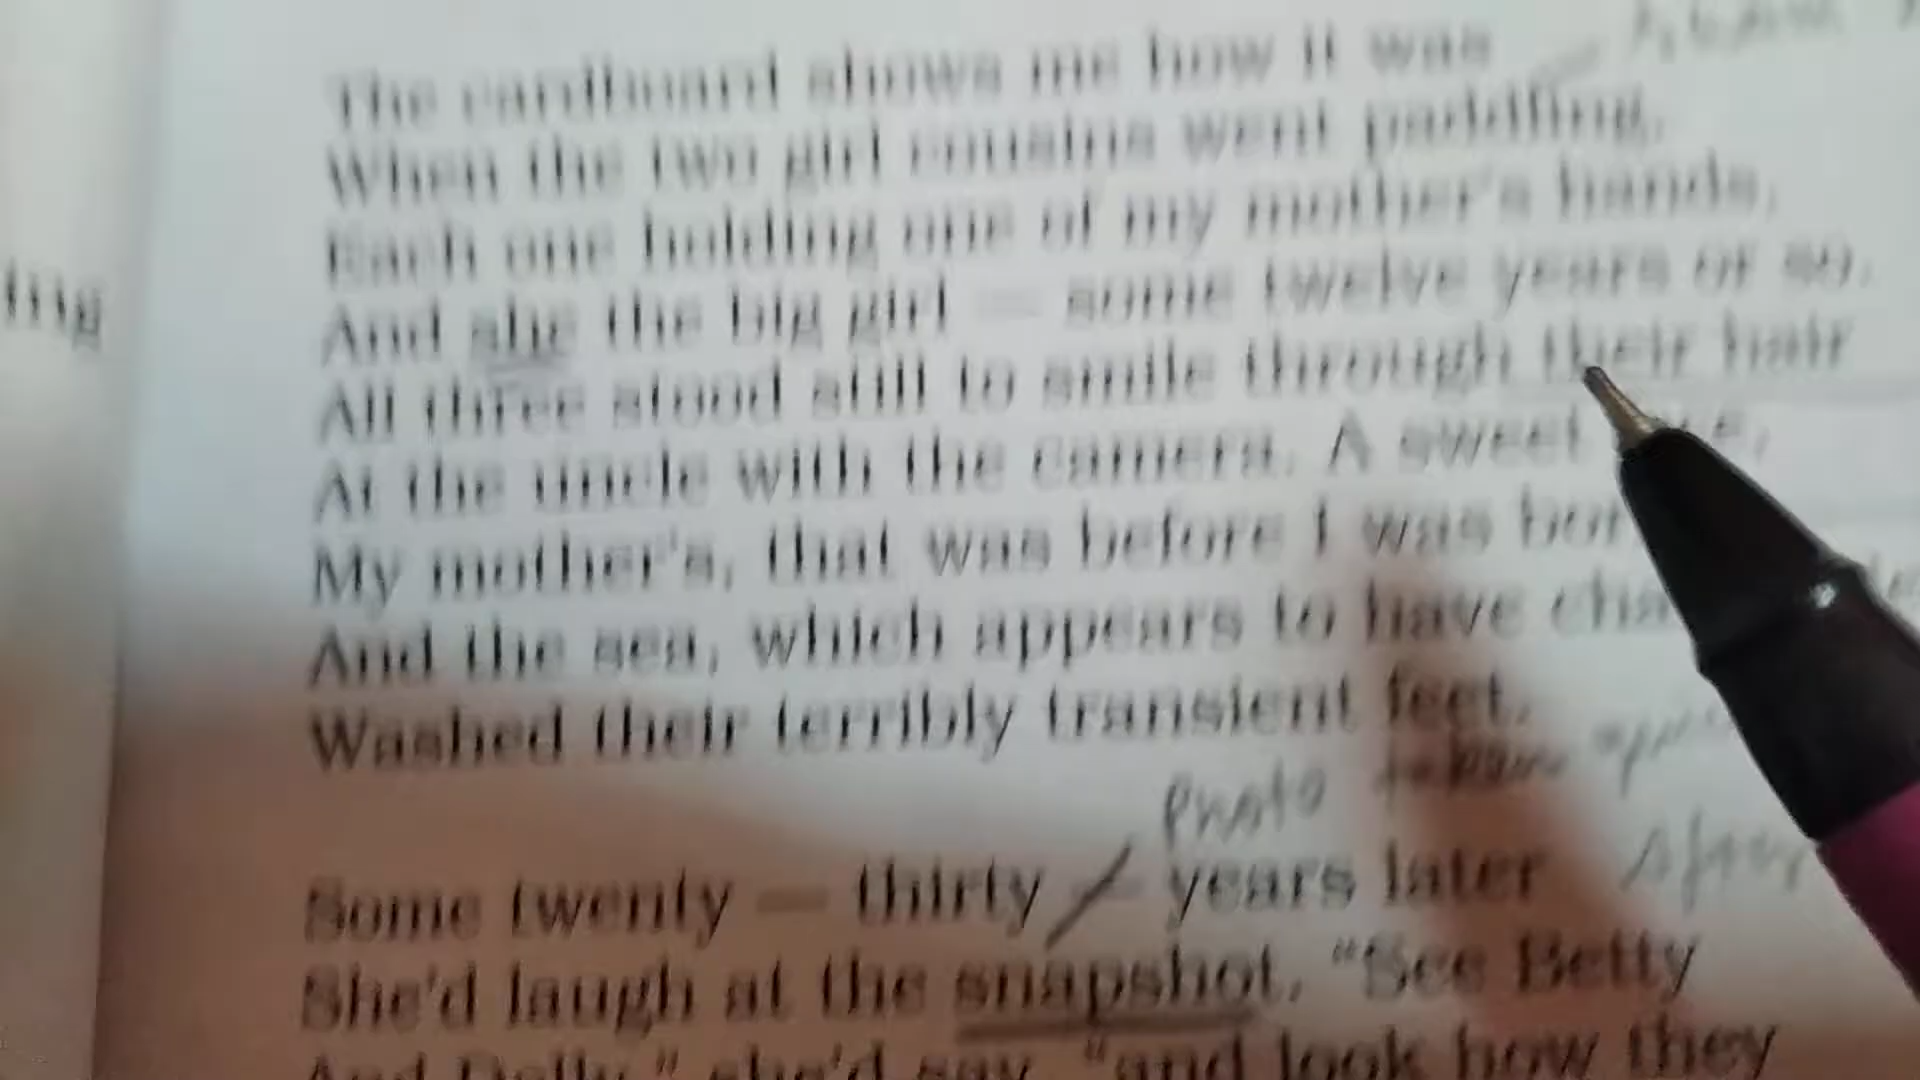 ing
The cardboard shows me how it was
When the two girl cousins went paddling,
Each one holding one of my mother's hands,
And she the big girl — some twelve years or so.
All three stood still to smile through their hair
At the uncle with the camera. A sweet
My mother's, that was before I was bor
And the sea, which appears to have cha
Washed their terribly transient feet.
Photo taken
Some twenty — thirty — years later
After
She'd laugh at the snapshot. "See Betty
And Dolly," she'd say, "and look how they